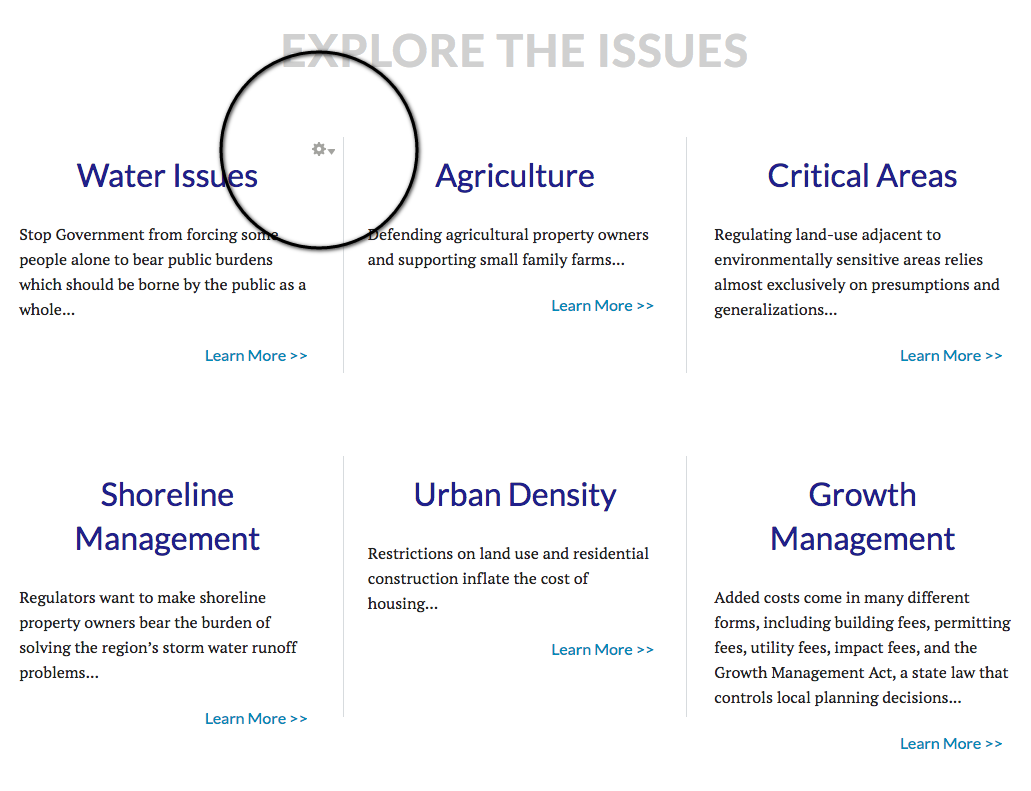 EXPLORE THE ISSUES
Water Issues
Stop Government from forcing some
people alone to bear public burdens
which should be borne by the public as a
whole...
Learn More >>
Agriculture
Defending agricultural property owners
and supporting small family farms...
Learn More >>
Critical Areas
Regulating land-use adjacent to
environmentally sensitive areas relies
almost exclusively on presumptions and
generalizations...
Learn More >>
Shoreline
Management
Regulators want to make shoreline
property owners bear the burden of
solving the region’s storm water runoff
problems...
Learn More >>
Urban Density
Restrictions on land use and residential
construction inflate the cost of
housing...
Learn More >>
Growth
Management
Added costs come in many different
forms, including building fees, permitting
fees, utility fees, impact fees, and the
Growth Management Act, a state law that
controls local planning decisions...
Learn More >>